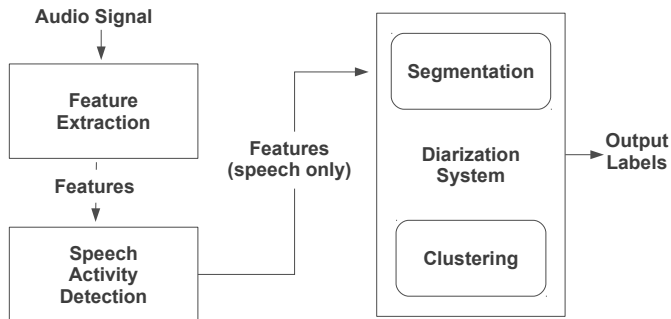 Audio Signal
Feature
Extraction
Features
Speech
Activity
Detection
Features
(speech only)
Segmentation
Diarization
System
Clustering
Output
Labels